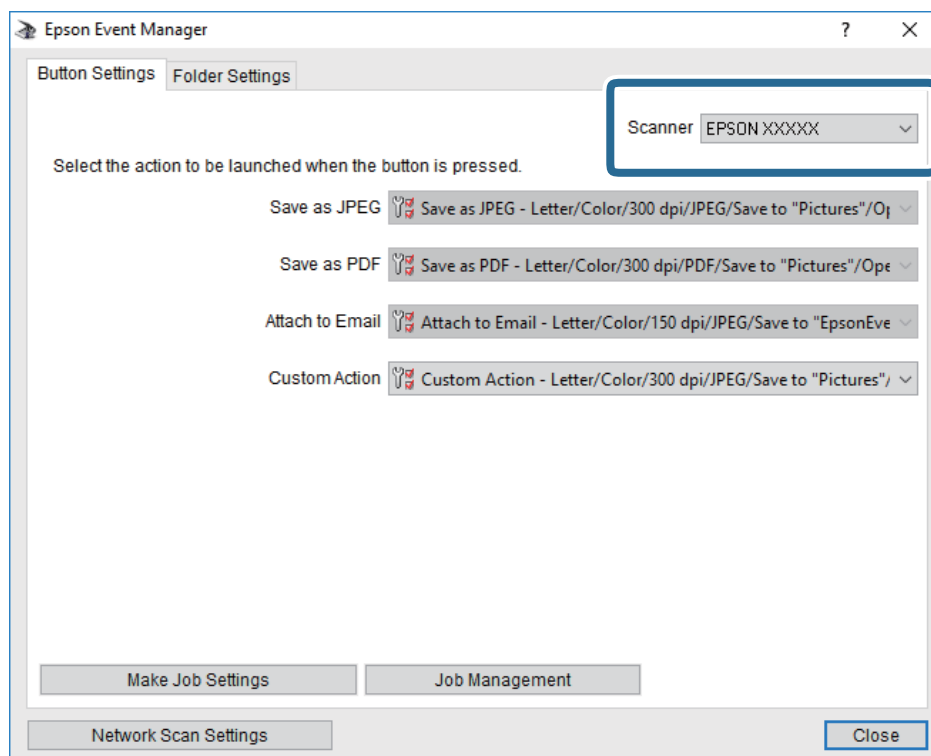 Epson Event Manager
Button Settings Folder Settings
Scanner EPSON XXXXX
Select the action to be launched when the button is pressed.
Save as JPEG Save as JPEG - Letter/Color/300 dpi/JPEG/Save to "Pictures"/Op
Save as PDF Save as PDF - Letter/Color/300 dpi/PDF/Save to "Pictures"/Ope
Attach to Email Attach to Email - Letter/Color/150 dpi/JPEG/Save to "EpsonEve
Custom Action Custom Action - Letter/Color/300 dpi/JPEG/Save to "Pictures"/
Make Job Settings Job Management
Network Scan Settings Close